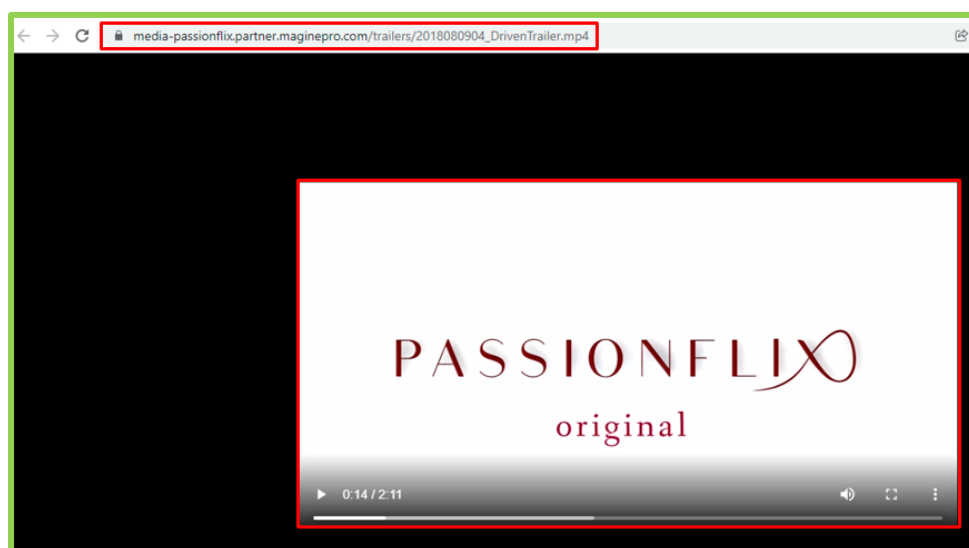 media-passionflix.partner.maginepro.com/trailers/2018080904_DrivenTrailer.mp4
PASSIONFLIX
original
0:14 / 2:11